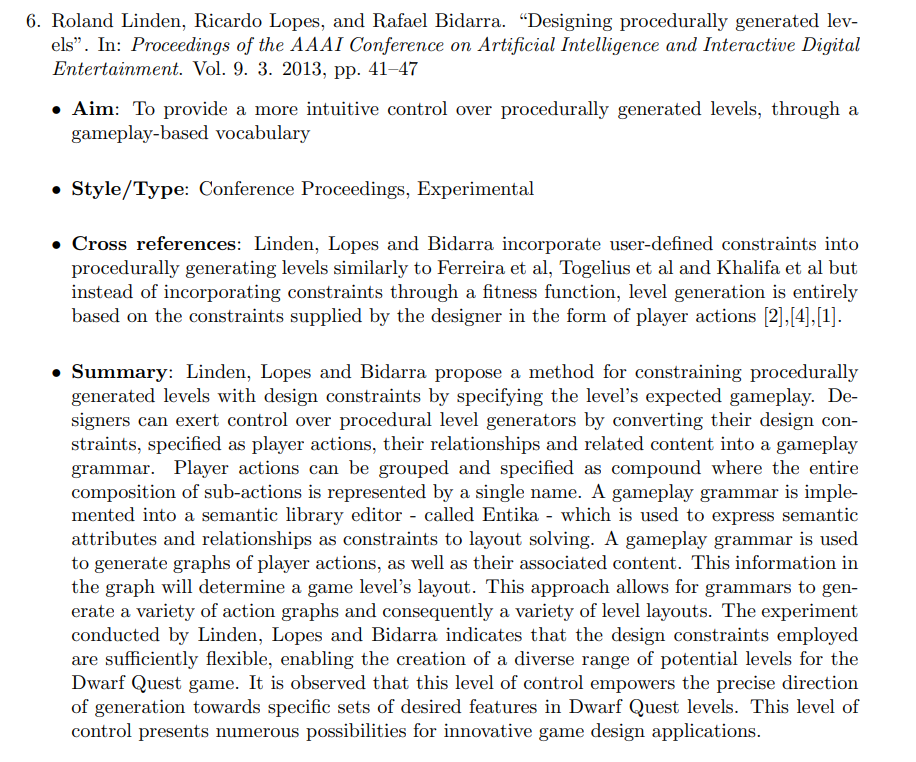 6. Roland Linden, Ricardo Lopes, and Rafael Bidarra. “Designing procedurally generated lev-
els”. In: Proceedings of the AAAI Conference on Artificial Intelligence and Interactive Digital
Entertainment. Vol. 9. 3. 2013, pp. 41–47
• Aim: To provide a more intuitive control over procedurally generated levels, through a
gameplay-based vocabulary
• Style/Type: Conference Proceedings, Experimental
• Cross references: Linden, Lopes and Bidarra incorporate user-defined constraints into
procedurally generating levels similarly to Ferreira et al, Togelius et al and Khalifa et al but
instead of incorporating constraints through a fitness function, level generation is entirely
based on the constraints supplied by the designer in the form of player actions [2],[4],[1].
• Summary: Linden, Lopes and Bidarra propose a method for constraining procedurally
generated levels with design constraints by specifying the level’s expected gameplay. De-
signers can exert control over procedural level generators by converting their design con-
straints, specified as player actions, their relationships and related content into a gameplay
grammar. Player actions can be grouped and specified as compound where the entire
composition of sub-actions is represented by a single name. A gameplay grammar is imple-
mented into a semantic library editor - called Entika - which is used to express semantic
attributes and relationships as constraints to layout solving. A gameplay grammar is used
to generate graphs of player actions, as well as their associated content. This information in
the graph will determine a game level’s layout. This approach allows for grammars to gen-
erate a variety of action graphs and consequently a variety of level layouts. The experiment
conducted by Linden, Lopes and Bidarra indicates that the design constraints employed
are sufficiently flexible, enabling the creation of a diverse range of potential levels for the
Dwarf Quest game. It is observed that this level of control empowers the precise direction
of generation towards specific sets of desired features in Dwarf Quest levels. This level of
control presents numerous possibilities for innovative game design applications.